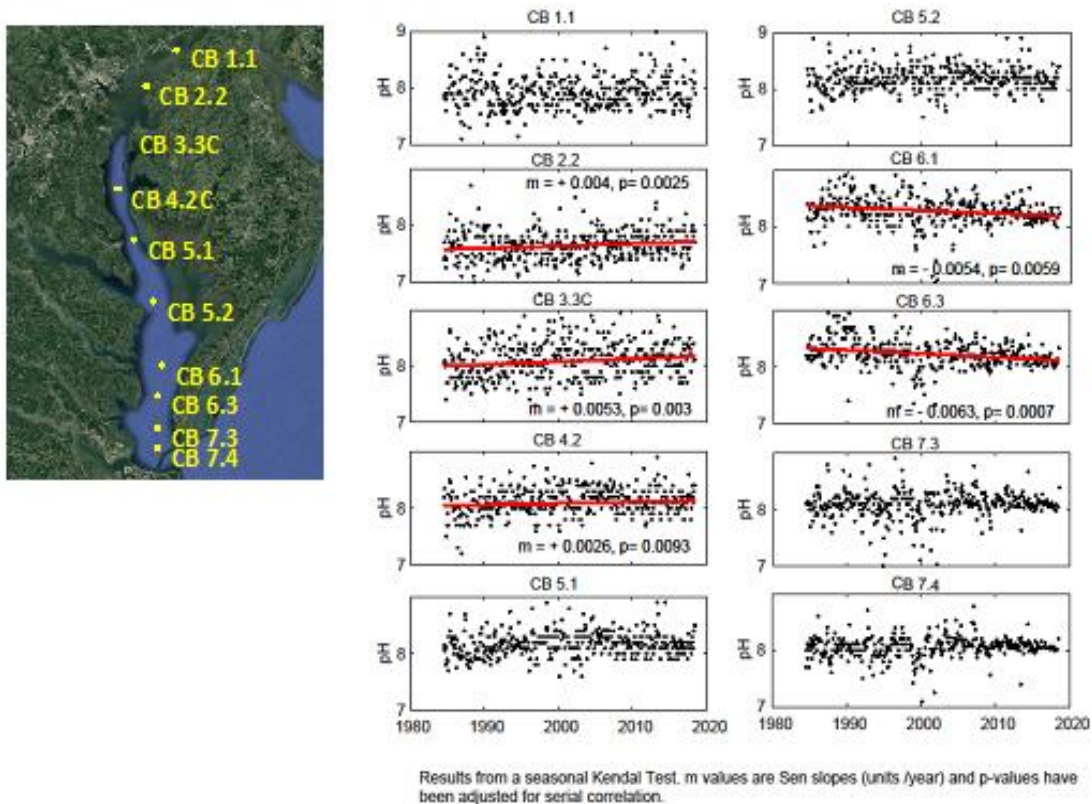 CB 1.1
CB 2.2
CB 3.3C
CB 4.2C
CB 5.1
CB 5.2
CB 6.1
CB 6.3
CB 7.3
CB 7.4
CB 1.1
9
8
7
pH
CB 2.2
m = + 0.004, p= 0.0025
8
7
pH
CB 3.3C
8
7
pH
m = + 0.0053, p= 0.003
CB 4.2
8
7
pH
m = + 0.0026, p= 0.0093
CB 5.1
8
7
pH
1980 1990 2000 2010 2020
CB 5.2
9
8
7
pH
CB 6.1
8
7
pH
m = - 0.0054, p= 0.0059
CB 6.3
8
7
pH
m = - 0.0063, p= 0.0007
CB 7.3
8
7
pH
CB 7.4
8
7
pH
1980 1990 2000 2010 2020
Results from a seasonal Kendal Test. m values are Sen slopes (units /year) and p-values have
been adjusted for serial correlation.